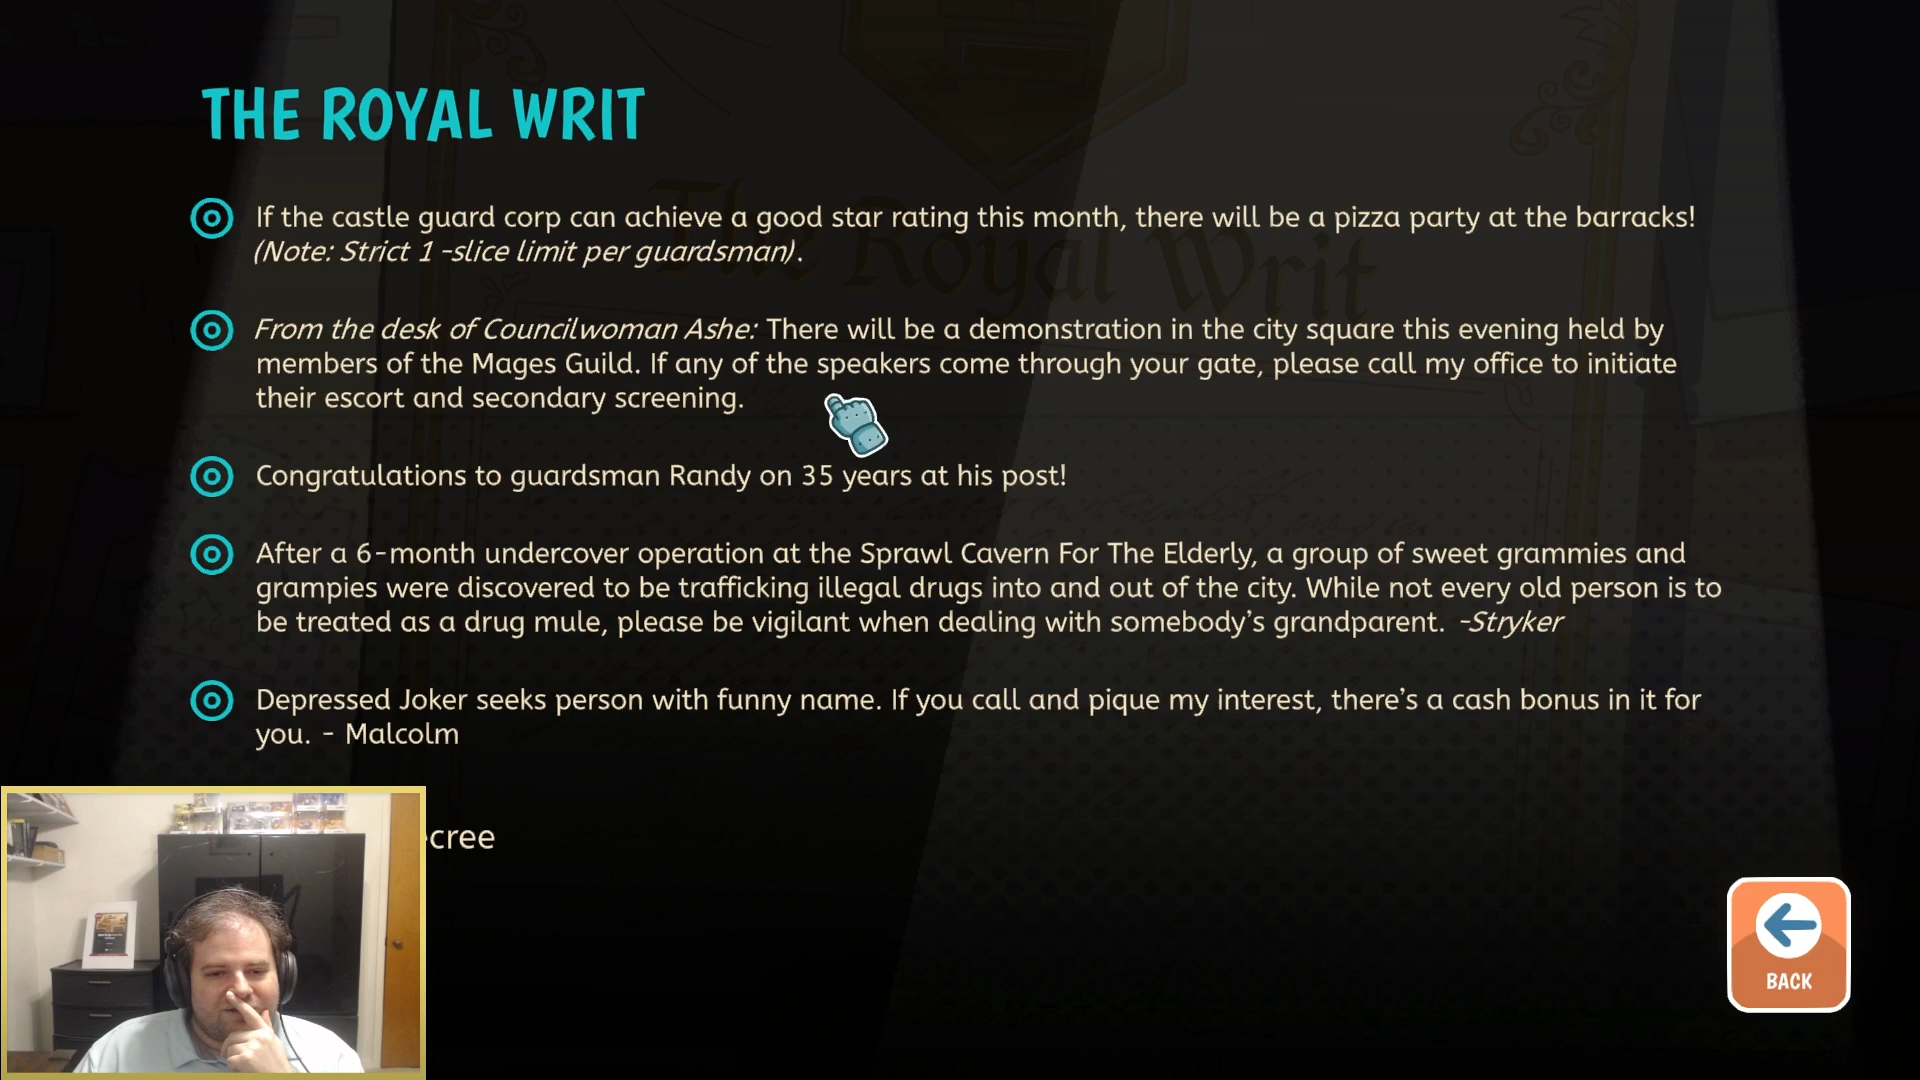 THE ROYAL WRIT
If the castle guard corp can achieve a good star rating this month, there will be a pizza party at the barracks!
(Note: Strict 1 -slice limit per guardsman).
From the desk of Councilwoman Ashe: There will be a demonstration in the city square this evening held by
members of the Mages Guild. If any of the speakers come through your gate, please call my office to initiate
their escort and secondary screening.
Congratulations to guardsman Randy on 35 years at his post!
After a 6-month undercover operation at the Sprawl Cavern For The Elderly, a group of sweet grammies and
grampies were discovered to be trafficking illegal drugs into and out of the city. While not every old person is to
be treated as a drug mule, please be vigilant when dealing with somebody's grandparent. -Stryker
Depressed Joker seeks person with funny name. If you call and pique my interest, there's a cash bonus in it for
you. - Malcolm
ecree
BACK
The Royal Writ